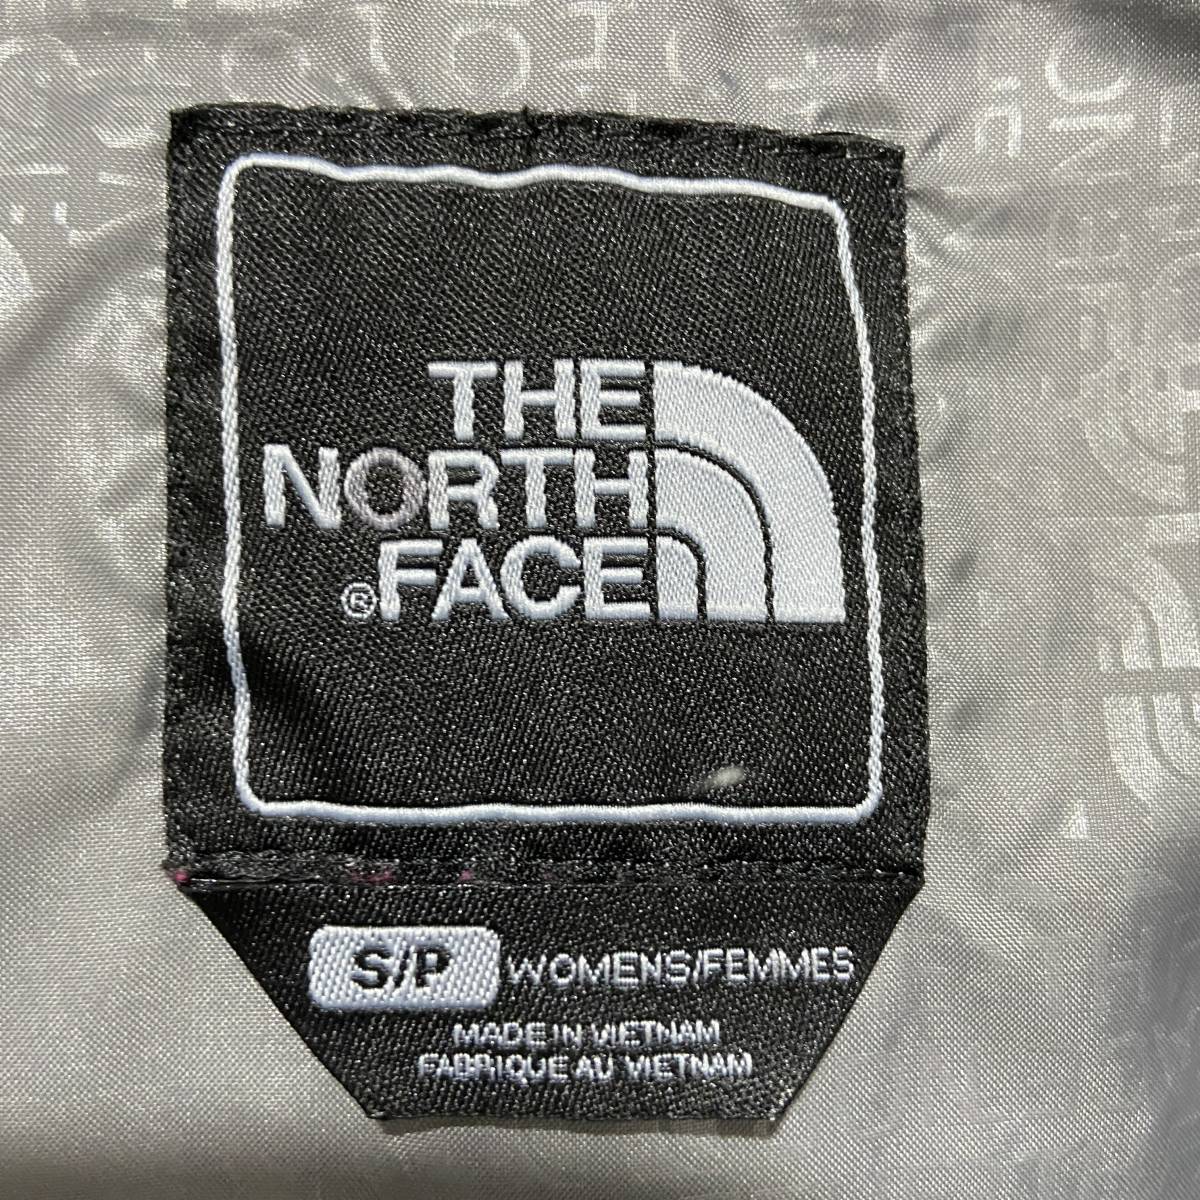 THE
NORTH
®FACE
S/P WOMENS/FEMMES
MADE IN VIETNAM
FABRIQUE AU VIETNAM